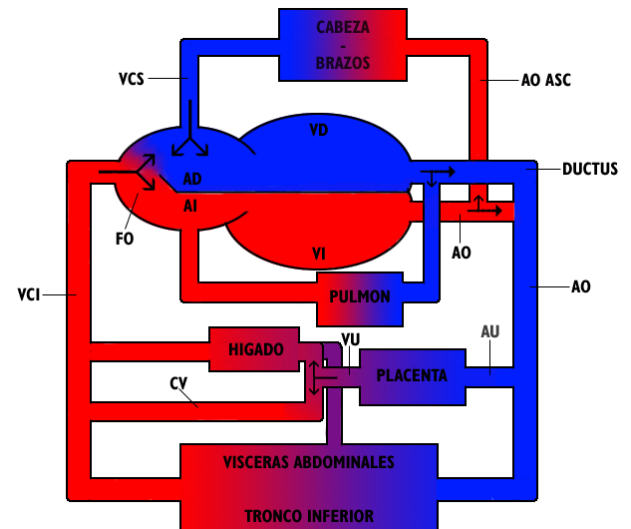 CABEZA
-
BRAZOS
VCS
AO ASC
VD
DUCTUS
AD
AI
FO
AO
VI
VCI
PULMON
AO
HIGADO
VU
AU
PLACENTA
CV
VISCERAS ABDOMINALES
TRONCO INFERIOR